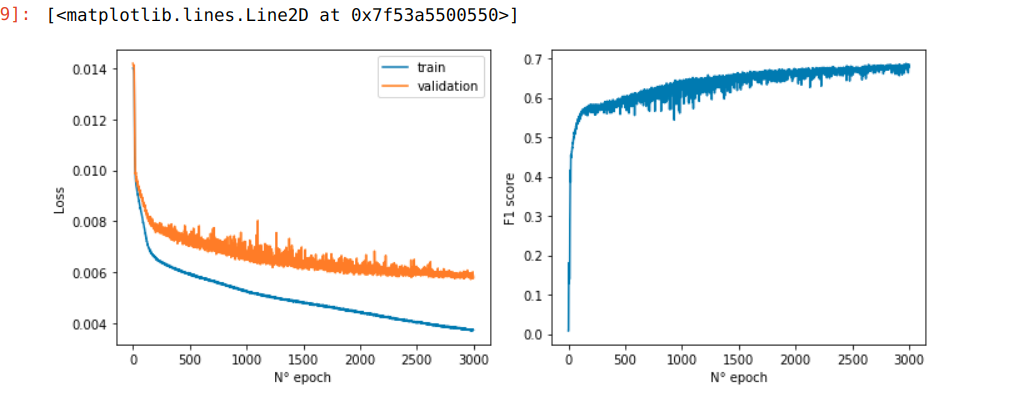 9]: [<matplotlib.lines.Line2D at 0x7f53a5500550>]
train
validation
0.014
0.012
0.010
0.008
0.006
0.004
Loss
0 500 1000 1500 2000 2500 3000
N° epoch
0.7
0.6
0.5
0.4
0.3
0.2
0.1
0.0
F1 score
0 500 1000 1500 2000 2500 3000
N° epoch